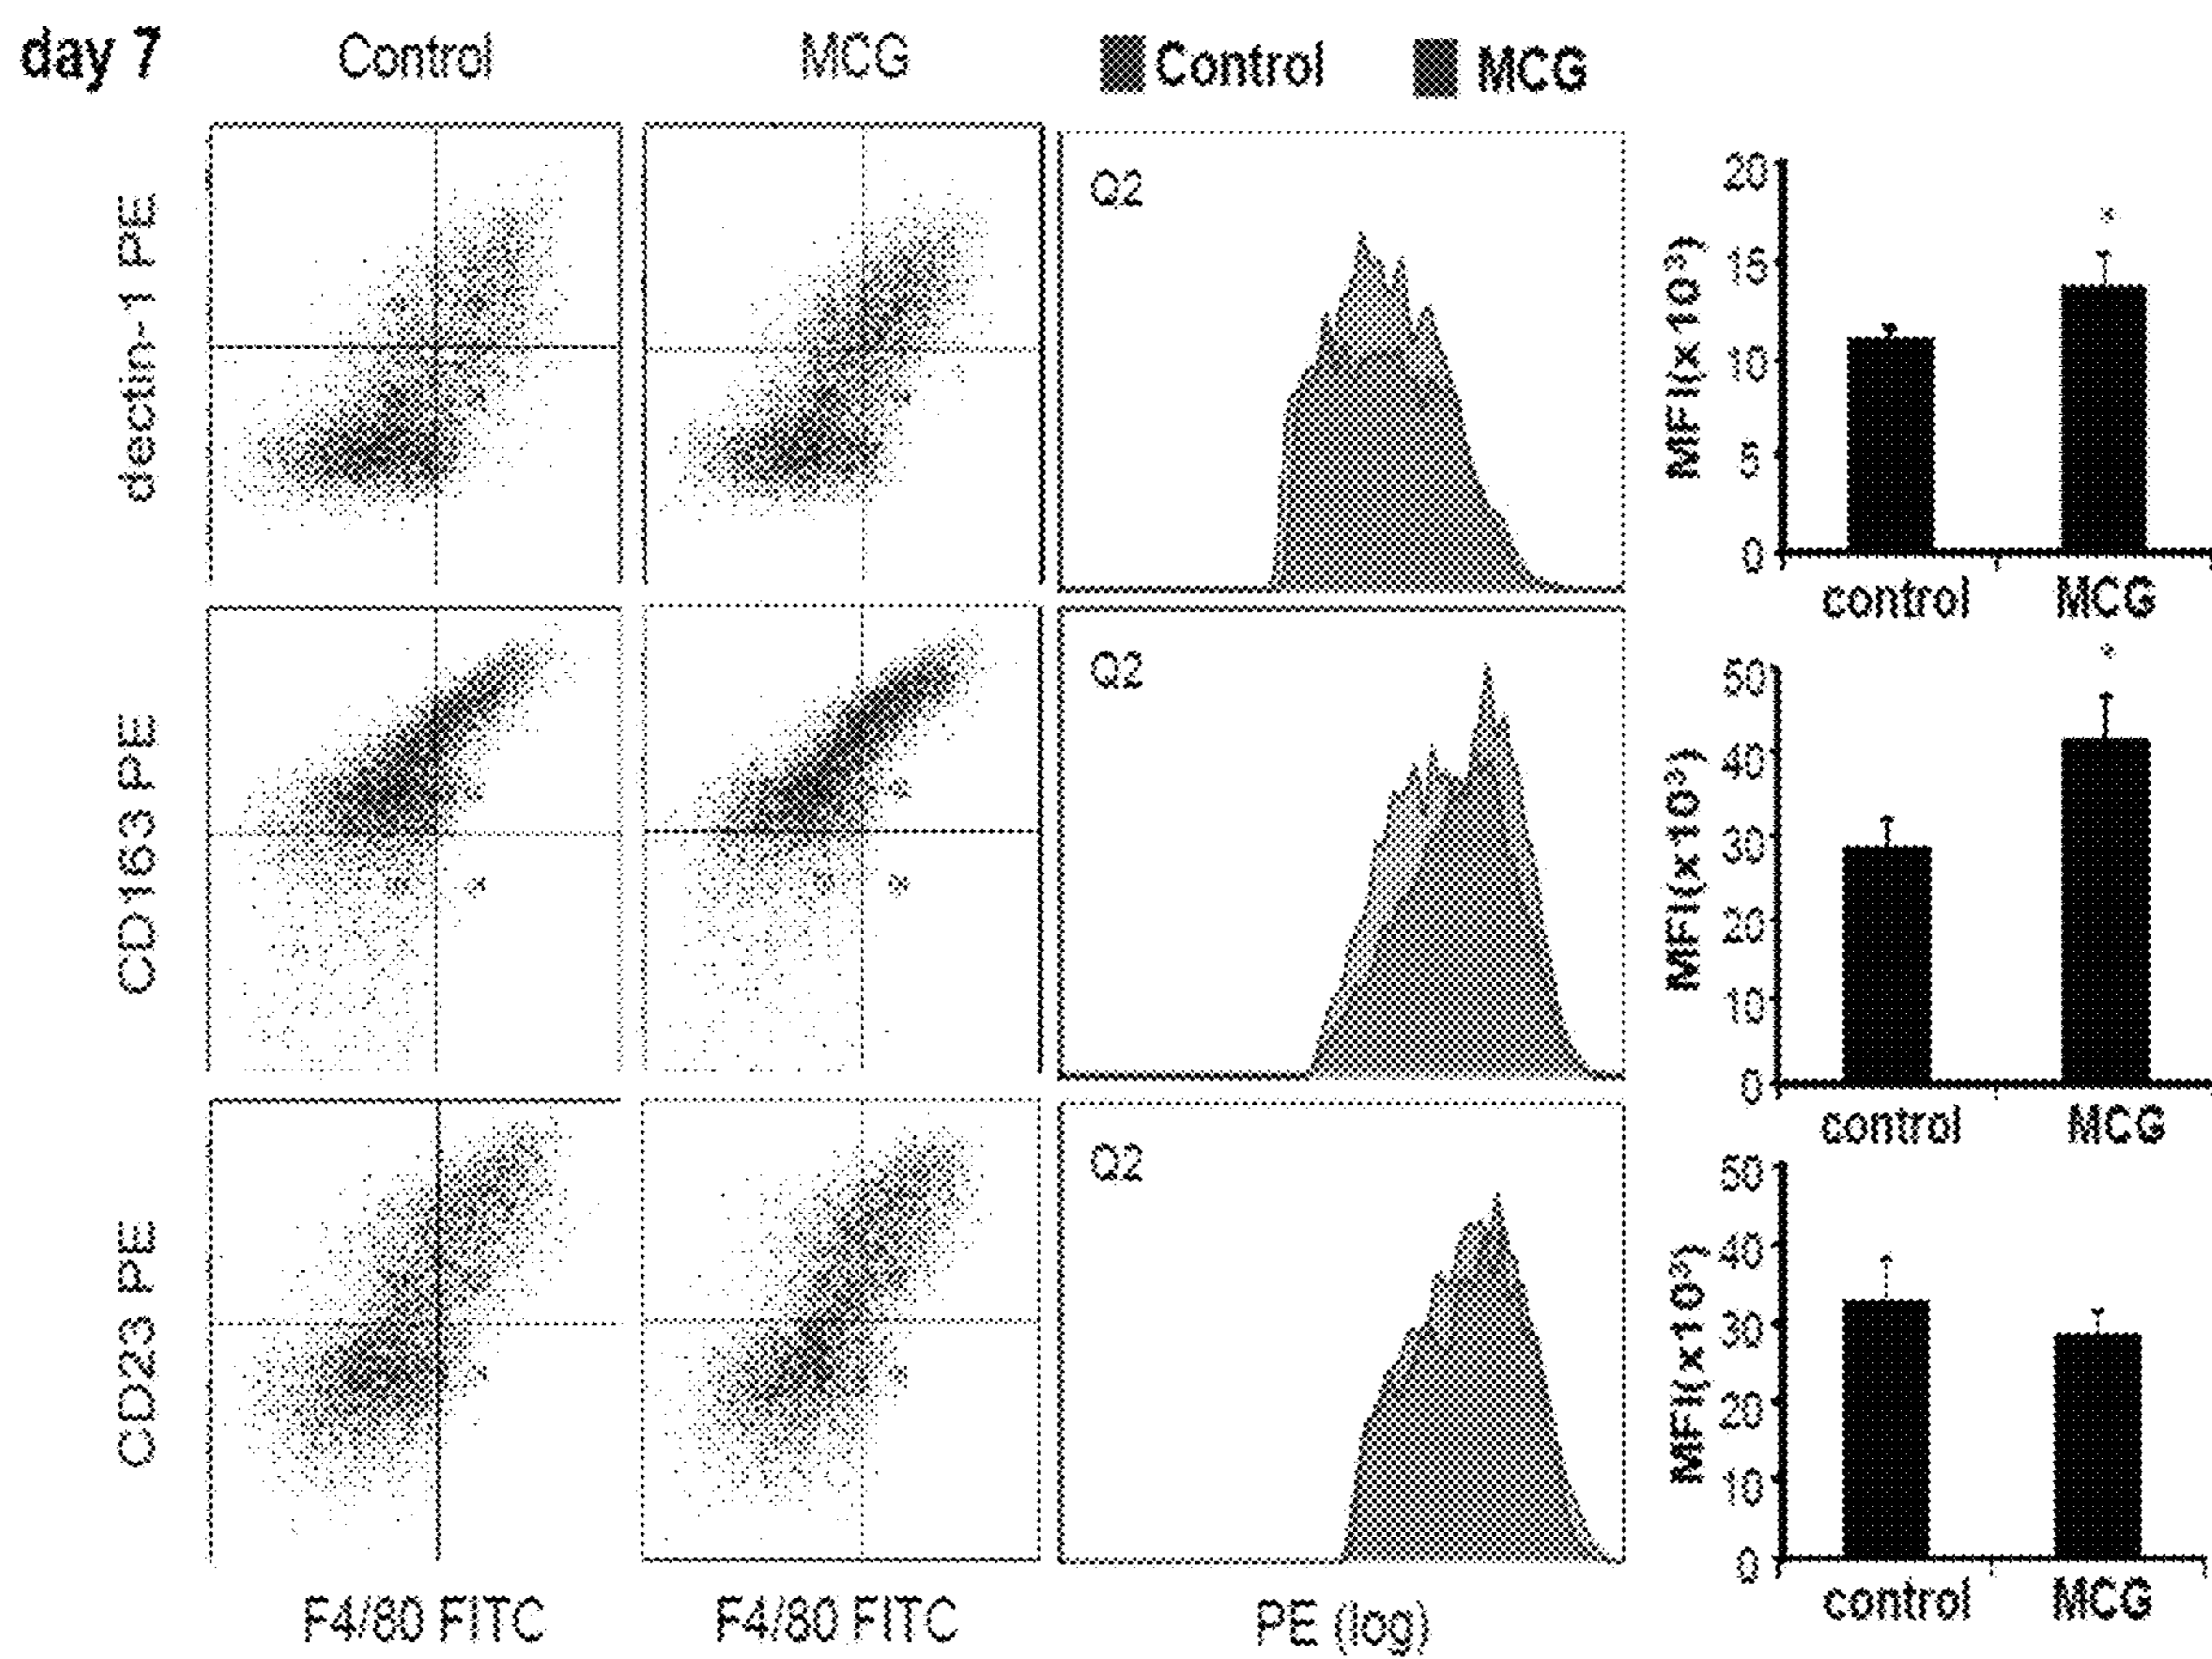 day 7
Control
MCG
Control
MCG
dectin-1 PE
Q2
MFI(x10³)
20
15
10
5
0
control
MCG
*
CD163 PE
Q2
MFI(x10³)
50
40
30
20
10
0
control
MCG
*
CD23 PE
Q2
MFI(x10³)
50
40
30
20
10
0
control
MCG
F4/80 FITC
F4/80 FITC
PE (log)